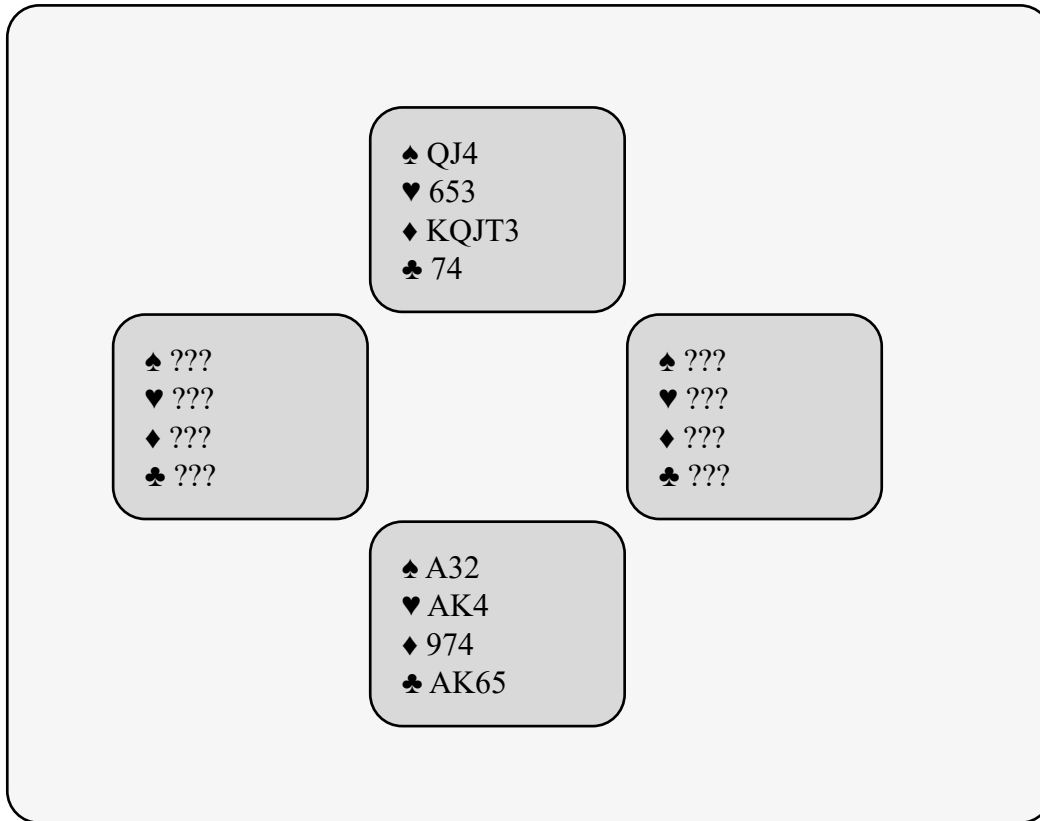 ♠ QJ4
♥ 653
♦ KQJT3
♣ 74
♠ ???
♥ ???
♦ ???
♣ ???
♠ ???
♥ ???
♦ ???
♣ ???
♠ A32
♥ AK4
♦ 974
♣ AK65